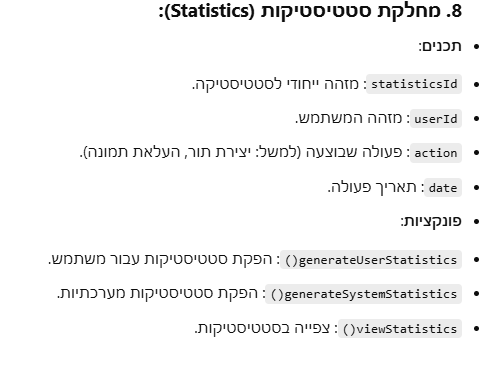 8. מחלקת סטטיסטיקות (Statistics):
תכנים:
statisticsId: מזהה ייחודי לסטטיסטיקה.
userId: מזהה המשתמש.
action: פעולה שבוצעה (למשל: יצירת תור, העלאת תמונה).
date: תאריך פעולה.
פונקציות:
generateUserStatistics(): הפקת סטטיסטיקות עבור משתמש.
generateSystemStatistics(): הפקת סטטיסטיקות מערכתיות.
viewStatistics(): צפייה בסטטיסטיקות.